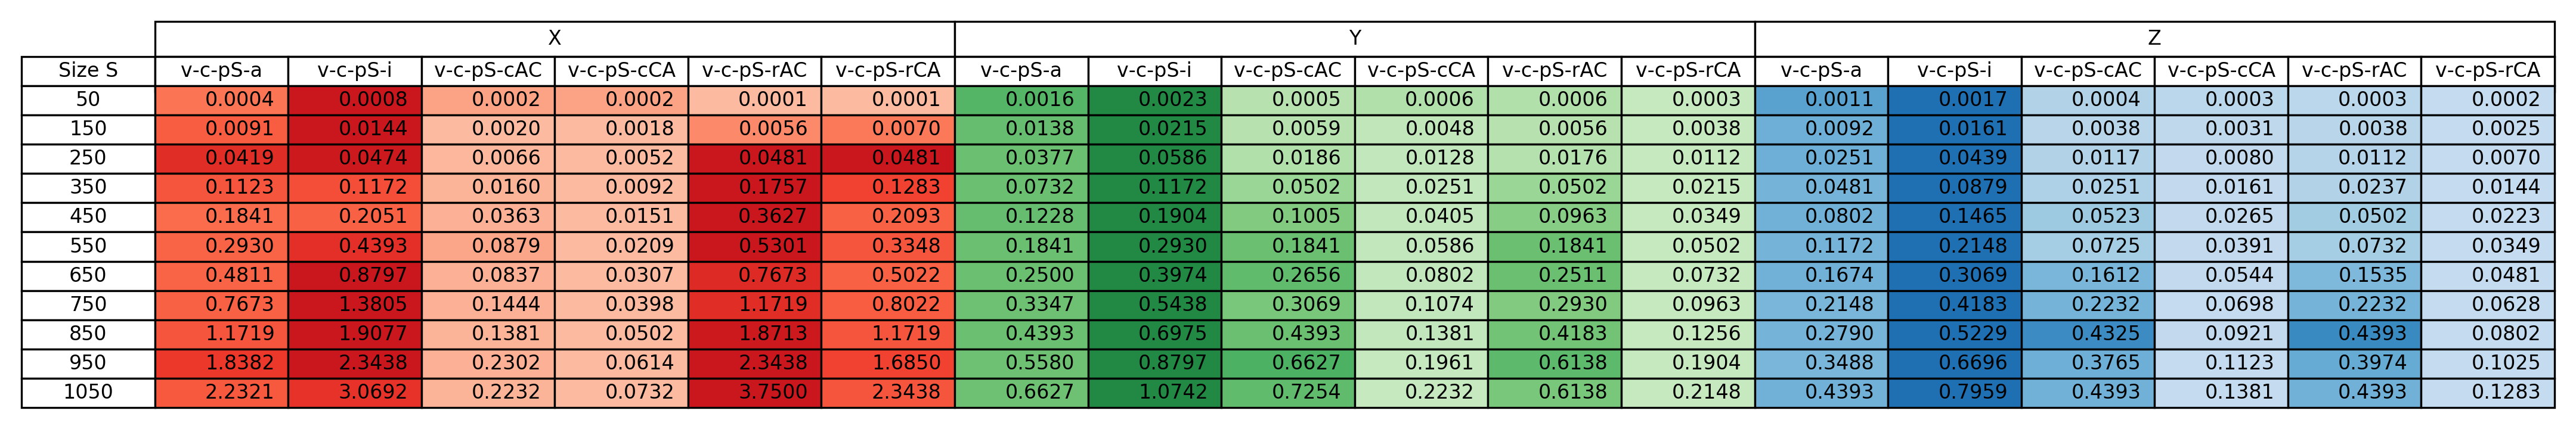 X Y Z
Size S v-c-pS-a v-c-pS-i v-c-pS-cAC v-c-pS-cCA v-c-pS-rAC v-c-pS-rCA v-c-pS-a v-c-pS-i v-c-pS-cAC v-c-pS-cCA v-c-pS-rAC v-c-pS-rCA v-c-pS-a v-c-pS-i v-c-pS-cAC v-c-pS-cCA v-c-pS-rAC v-c-pS-rCA
50 0.0004 0.0008 0.0002 0.0002 0.0001 0.0001 0.0016 0.0023 0.0005 0.0006 0.0006 0.0003 0.0011 0.0017 0.0004 0.0003 0.0003 0.0002
150 0.0091 0.0144 0.0020 0.0018 0.0056 0.0070 0.0138 0.0215 0.0059 0.0048 0.0056 0.0038 0.0092 0.0161 0.0038 0.0031 0.0038 0.0025
250 0.0419 0.0474 0.0066 0.0052 0.0481 0.0481 0.0377 0.0586 0.0186 0.0128 0.0176 0.0112 0.0251 0.0439 0.0117 0.0080 0.0112 0.0070
350 0.1123 0.1172 0.0160 0.0092 0.1757 0.1283 0.0732 0.1172 0.0502 0.0251 0.0502 0.0215 0.0481 0.0879 0.0251 0.0161 0.0237 0.0144
450 0.1841 0.2051 0.0363 0.0151 0.3627 0.2093 0.1228 0.1904 0.1005 0.0405 0.0963 0.0349 0.0802 0.1465 0.0523 0.0265 0.0502 0.0223
550 0.2930 0.4393 0.0879 0.0209 0.5301 0.3348 0.1841 0.2930 0.1841 0.0586 0.1841 0.0502 0.1172 0.2148 0.0725 0.0391 0.0732 0.0349
650 0.4811 0.8797 0.0837 0.0307 0.7673 0.5022 0.2500 0.3974 0.2656 0.0802 0.2511 0.0732 0.1674 0.3069 0.1612 0.0544 0.1535 0.0481
750 0.7673 1.3805 0.1444 0.0398 1.1719 0.8022 0.3347 0.5438 0.3069 0.1074 0.2930 0.0963 0.2148 0.4183 0.2232 0.0698 0.2232 0.0628
850 1.1719 1.9077 0.1381 0.0502 1.8713 1.1719 0.4393 0.6975 0.4393 0.1381 0.4183 0.1256 0.2790 0.5229 0.4325 0.0921 0.4393 0.0802
950 1.8382 2.3438 0.2302 0.0614 2.3438 1.6850 0.5580 0.8797 0.6627 0.1961 0.6138 0.1904 0.3488 0.6696 0.3765 0.1123 0.3974 0.1025
1050 2.2321 3.0692 0.2232 0.0732 3.7500 2.3438 0.6627 1.0742 0.7254 0.2232 0.6138 0.2148 0.4393 0.7959 0.4393 0.1381 0.4393 0.1283